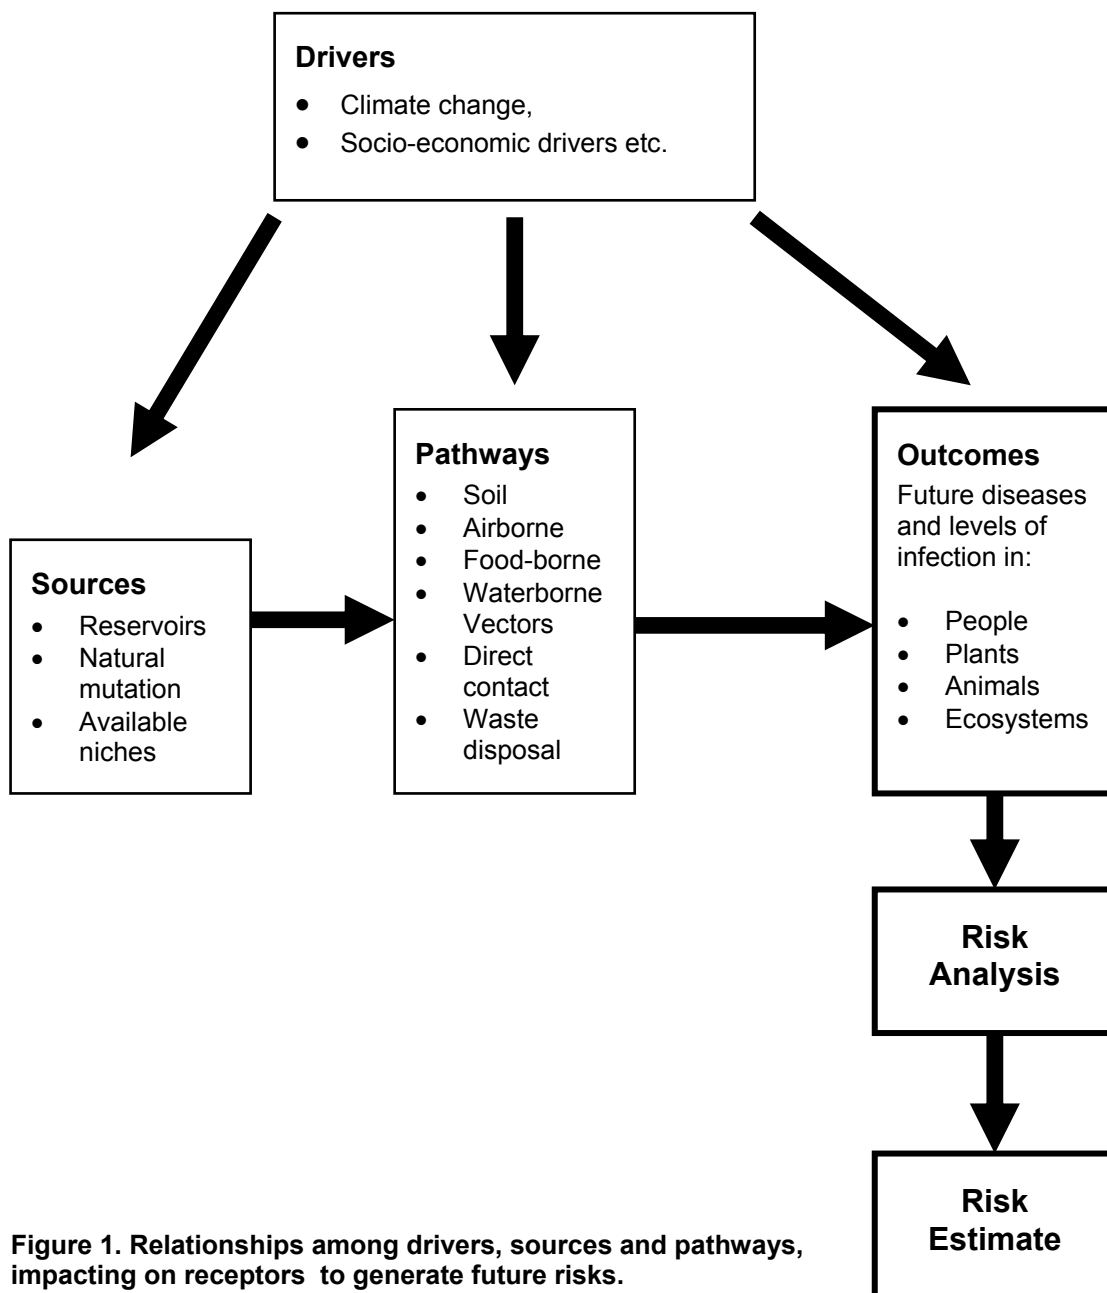 Drivers
• Climate change,
• Socio-economic drivers etc.
Sources
• Reservoirs
• Natural
mutation
• Available
niches
Pathways
• Soil
• Airborne
• Food-borne
• Waterborne
Vectors
• Direct
contact
• Waste
disposal
Outcomes
Future diseases
and levels of
infection in:
• People
• Plants
• Animals
• Ecosystems
Risk
Analysis
Risk
Estimate
Figure 1. Relationships among drivers, sources and pathways,
impacting on receptors  to generate future risks.